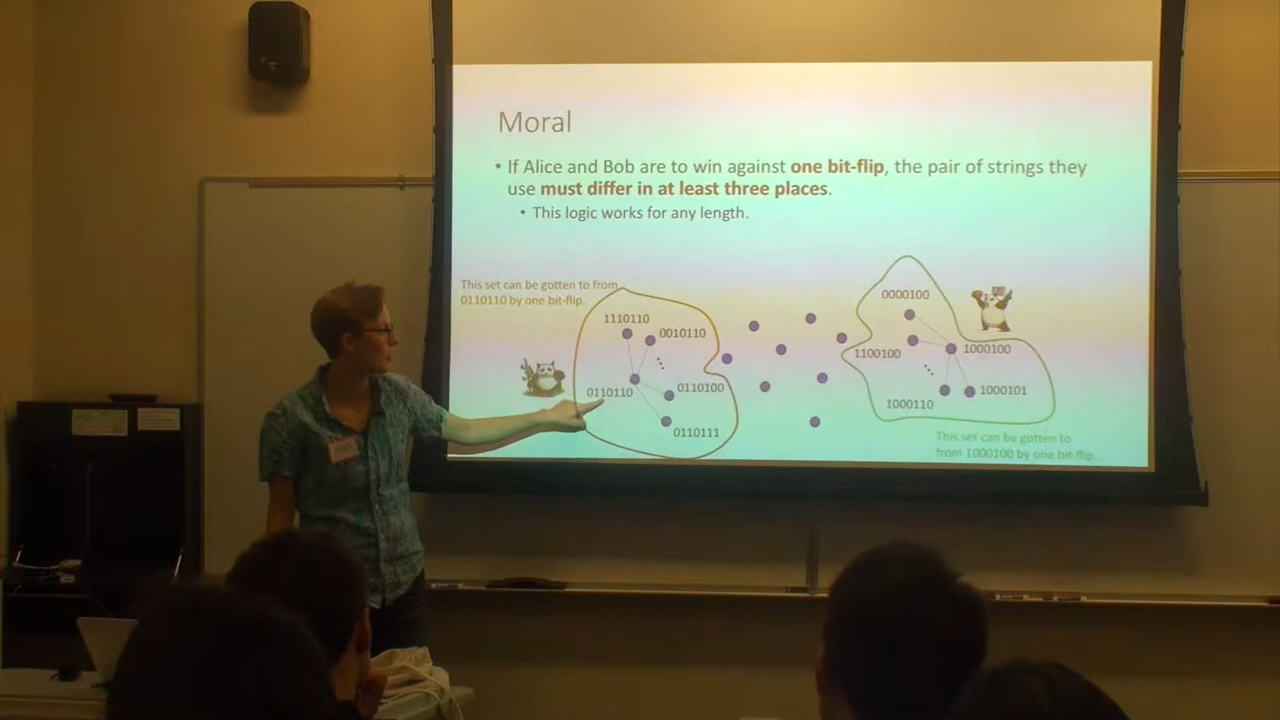 Moral
• If Alice and Bob are to win against one bit-flip, the pair of strings they
use must differ in at least three places.
• This logic works for any length.
This set can be gotten to from
0110110 by one bit-flip.
1110110
0010110
0110110
0110100
0110111
0000100
1100100
1000100
1000110
1000101
This set can be gotten to
from 1000100 by one bit-flip.